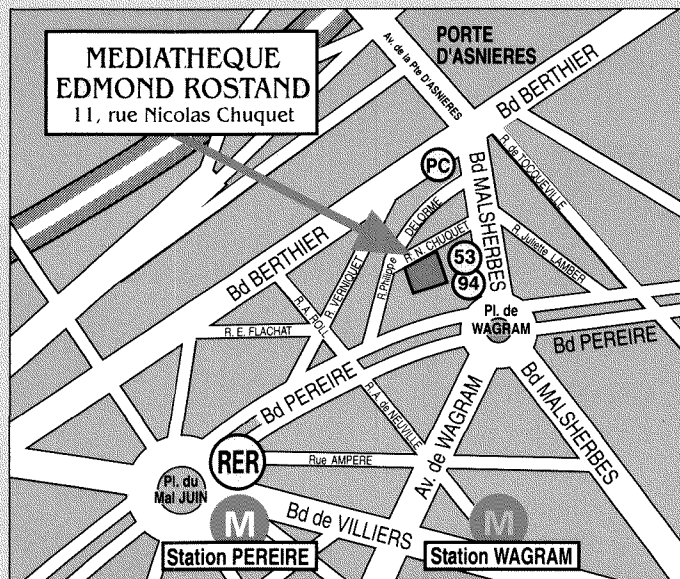 MEDIATHEQUE
EDMOND ROSTAND
11, rue Nicolas Chuquet
PORTE
D'ASNIERES
Av. de la Pte D'ASNIERES
Bd BERTHIER
R. de TOCQUEVILLE
PC
Bd MALSHERBES
R. Philippe DELORME
R. N. CHUQUET
R. Juliette LAMBER
53
94
Bd BERTHIER
R. VERNIQUET
R. A. ROLL
R. E. FLACHAT
Pl. de
WAGRAM
Bd PEREIRE
Bd PEREIRE
Bd MALSHERBES
R. A. de NEUVILLE
Av. de WAGRAM
RER
Rue AMPERE
Pl. du
Mal JUIN
M
Bd de VILLIERS
M
Station PEREIRE
Station WAGRAM